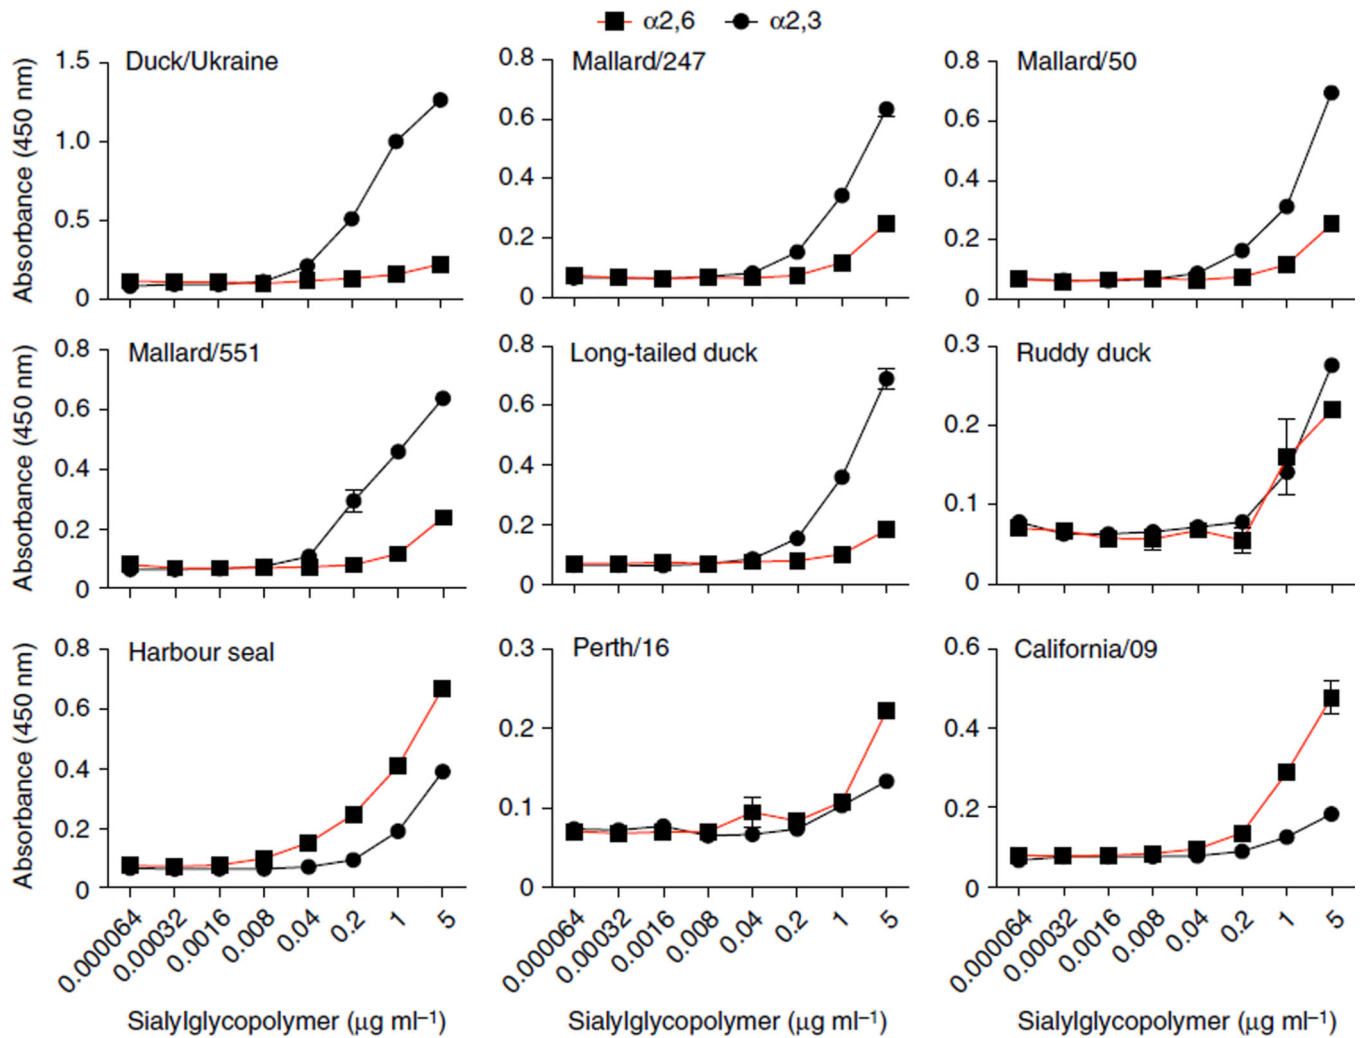 α2,6 α2,3
Duck/Ukraine
Absorbance (450 nm)
1.5
1.0
0.5
0
Mallard/247
0.8
0.6
0.4
0.2
0
Mallard/50
0.8
0.6
0.4
0.2
0
Mallard/551
Absorbance (450 nm)
0.8
0.6
0.4
0.2
0
Long-tailed duck
0.8
0.6
0.4
0.2
0
Ruddy duck
0.3
0.2
0.1
0
Harbour seal
Absorbance (450 nm)
0.8
0.6
0.4
0.2
0
0.000064 0.00032 0.0016 0.008 0.04 0.2 1 5
Sialylglycopolymer (μg ml⁻¹)
Perth/16
0.3
0.2
0.1
0
0.000064 0.00032 0.0016 0.008 0.04 0.2 1 5
Sialylglycopolymer (μg ml⁻¹)
California/09
0.6
0.4
0.2
0
0.000064 0.00032 0.0016 0.008 0.04 0.2 1 5
Sialylglycopolymer (μg ml⁻¹)